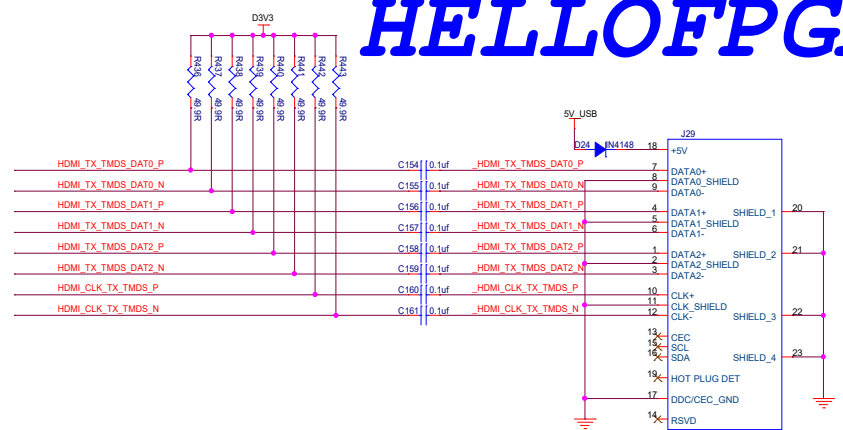 HELLOFPGA
D3V3
R436 R437 R438 R439 R440 R441 R442 R443
49.9R 49.9R 49.9R 49.9R 49.9R 49.9R 49.9R 49.9R
5V_USB
J29
D24 IN4148 18 +5V
HDMI_TX_TMDS_DAT0_P C154 0.1uf _HDMI_TX_TMDS_DAT0_P 7 DATA0+
8 DATA0_SHIELD
HDMI_TX_TMDS_DAT0_N C155 0.1uf _HDMI_TX_TMDS_DAT0_N 9 DATA0-
HDMI_TX_TMDS_DAT1_P C156 0.1uf _HDMI_TX_TMDS_DAT1_P 4 DATA1+ SHIELD_1 20
5 DATA1_SHIELD
HDMI_TX_TMDS_DAT1_N C157 0.1uf _HDMI_TX_TMDS_DAT1_N 6 DATA1-
HDMI_TX_TMDS_DAT2_P C158 0.1uf _HDMI_TX_TMDS_DAT2_P 1 DATA2+ SHIELD_2 21
2 DATA2_SHIELD
HDMI_TX_TMDS_DAT2_N C159 0.1uf _HDMI_TX_TMDS_DAT2_N 3 DATA2-
HDMI_CLK_TX_TMDS_P C160 0.1uf _HDMI_CLK_TX_TMDS_P 10 CLK+
11 CLK_SHIELD
HDMI_CLK_TX_TMDS_N C161 0.1uf _HDMI_CLK_TX_TMDS_N 12 CLK- SHIELD_3 22
13 CEC
15 SCL
16 SDA SHIELD_4 23
19 HOT PLUG DET
17 DDC/CEC_GND
14 RSVD